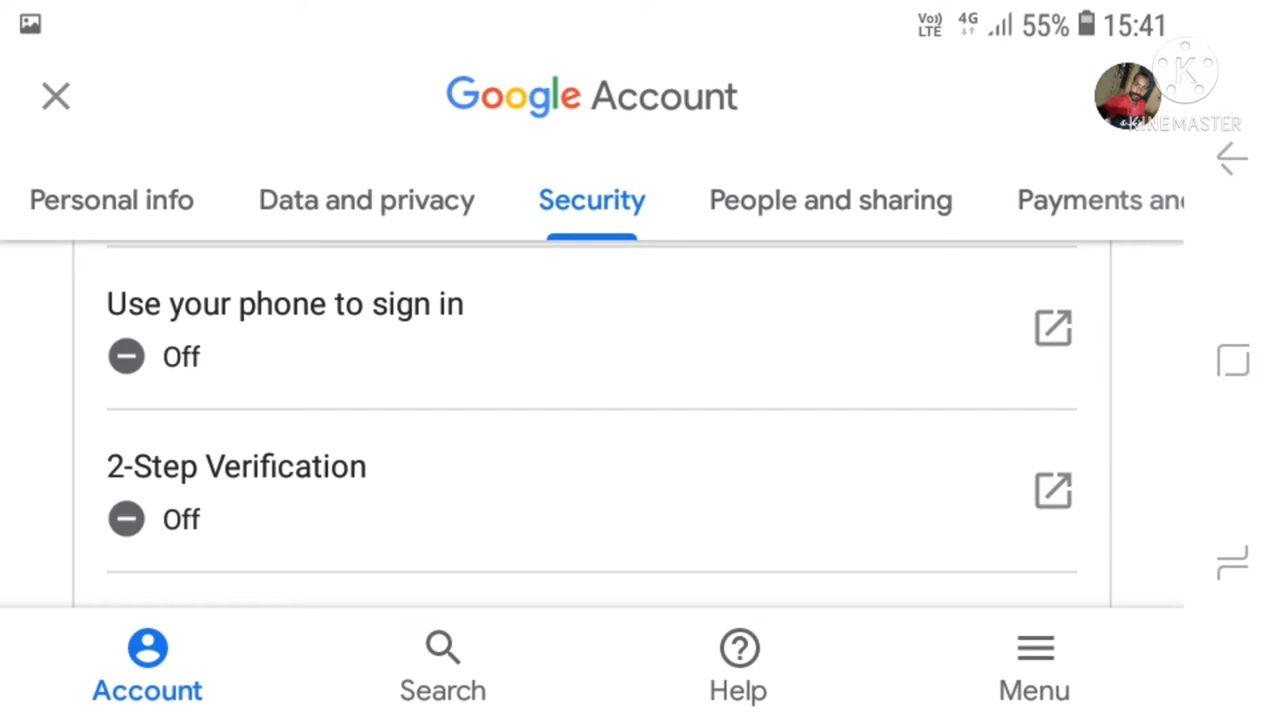 Vo)) LTE 4G 55% 15:41
Google Account
KINEMASTER
Personal info Data and privacy Security People and sharing Payments an
Use your phone to sign in
Off
2-Step Verification
Off
Account Search Help Menu